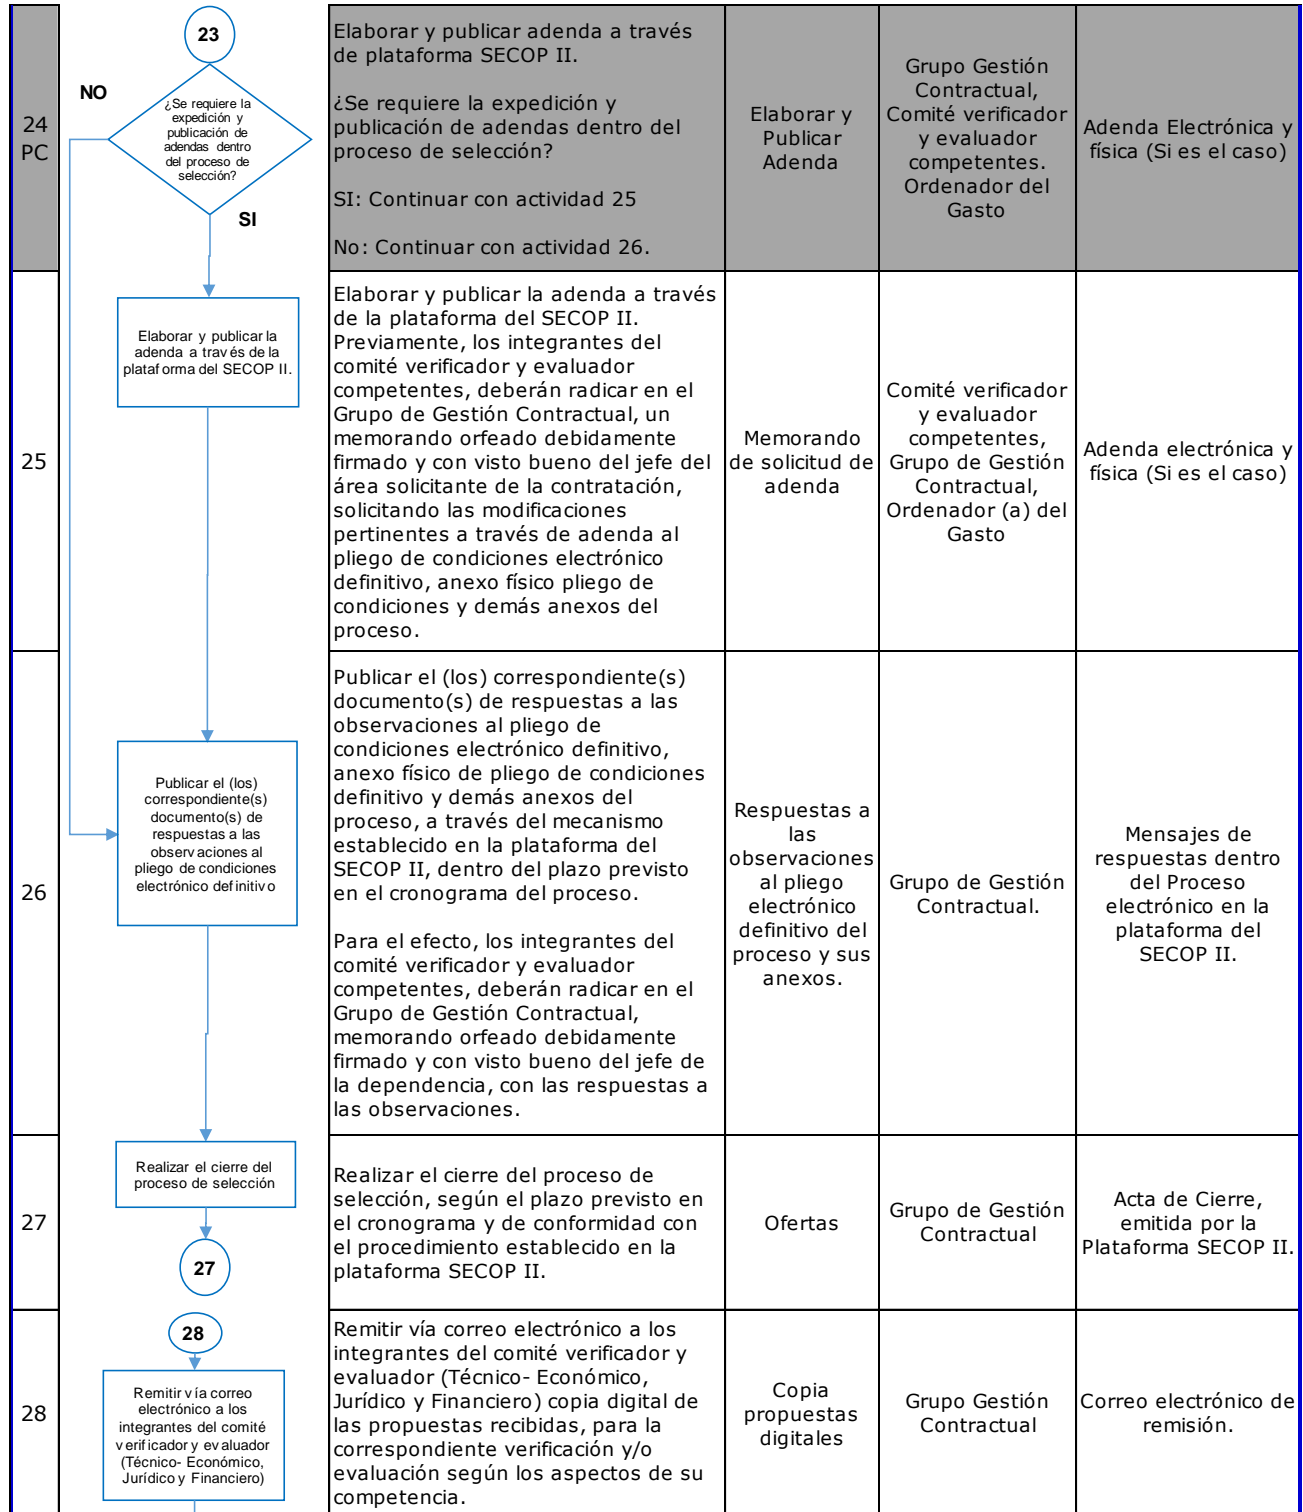 24
PC
23
NO
¿Se requiere la
expedición y
publicación de
adendas dentro
del proceso de
selección?
SI
Elaborar y publicar adenda a través
de plataforma SECOP II.
¿Se requiere la expedición y
publicación de adendas dentro del
proceso de selección?
SI: Continuar con actividad 25
No: Continuar con actividad 26.
Elaborar y
Publicar
Adenda
Grupo Gestión
Contractual,
Comité verificador
y evaluador
competentes.
Ordenador del
Gasto
Adenda Electrónica y
física (Si es el caso)
25
Elaborar y publicar la
adenda a través de la
plataforma del SECOP II.
Elaborar y publicar la adenda a través
de la plataforma del SECOP II.
Previamente, los integrantes del
comité verificador y evaluador
competentes, deberán radicar en el
Grupo de Gestión Contractual, un
memorando orfeado debidamente
firmado y con visto bueno del jefe del
área solicitante de la contratación,
solicitando las modificaciones
pertinentes a través de adenda al
pliego de condiciones electrónico
definitivo, anexo físico pliego de
condiciones y demás anexos del
proceso.
Memorando
de solicitud de
adenda
Comité verificador
y evaluador
competentes,
Grupo de Gestión
Contractual,
Ordenador (a) del
Gasto
Adenda electrónica y
física (Si es el caso)
26
Publicar el (los)
correspondiente(s)
documento(s) de
respuestas a las
observaciones al
pliego de condiciones
electrónico definitivo
Publicar el (los) correspondiente(s)
documento(s) de respuestas a las
observaciones al pliego de
condiciones electrónico definitivo,
anexo físico de pliego de condiciones
definitivo y demás anexos del
proceso, a través del mecanismo
establecido en la plataforma del
SECOP II, dentro del plazo previsto
en el cronograma del proceso.
Para el efecto, los integrantes del
comité verificador y evaluador
competentes, deberán radicar en el
Grupo de Gestión Contractual,
memorando orfeado debidamente
firmado y con visto bueno del jefe de
la dependencia, con las respuestas a
las observaciones.
Respuestas a
las
observaciones
al pliego
electrónico
definitivo del
proceso y sus
anexos.
Grupo de Gestión
Contractual.
Mensajes de
respuestas dentro
del Proceso
electrónico en la
plataforma del
SECOP II.
27
Realizar el cierre del
proceso de selección
27
Realizar el cierre del proceso de
selección, según el plazo previsto en
el cronograma y de conformidad con
el procedimiento establecido en la
plataforma SECOP II.
Ofertas
Grupo de Gestión
Contractual
Acta de Cierre,
emitida por la
Plataforma SECOP II.
28
28
Remitir vía correo
electrónico a los
integrantes del comité
verificador y evaluador
(Técnico- Económico,
Jurídico y Financiero)
Remitir vía correo electrónico a los
integrantes del comité verificador y
evaluador (Técnico- Económico,
Jurídico y Financiero) copia digital de
las propuestas recibidas, para la
correspondiente verificación y/o
evaluación según los aspectos de su
competencia.
Copia
propuestas
digitales
Grupo Gestión
Contractual
Correo electrónico de
remisión.